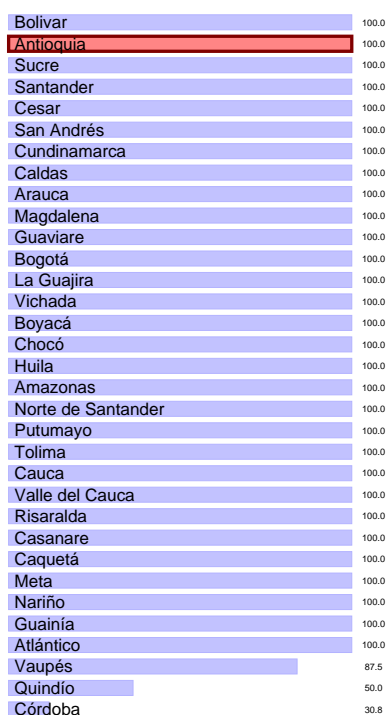 Bolivar 100.0
Antioquia 100.0
Sucre 100.0
Santander 100.0
Cesar 100.0
San Andrés 100.0
Cundinamarca 100.0
Caldas 100.0
Arauca 100.0
Magdalena 100.0
Guaviare 100.0
Bogotá 100.0
La Guajira 100.0
Vichada 100.0
Boyacá 100.0
Chocó 100.0
Huila 100.0
Amazonas 100.0
Norte de Santander 100.0
Putumayo 100.0
Tolima 100.0
Cauca 100.0
Valle del Cauca 100.0
Risaralda 100.0
Casanare 100.0
Caquetá 100.0
Meta 100.0
Nariño 100.0
Guainía 100.0
Atlántico 100.0
Vaupés 87.5
Quindío 50.0
Córdoba 30.8